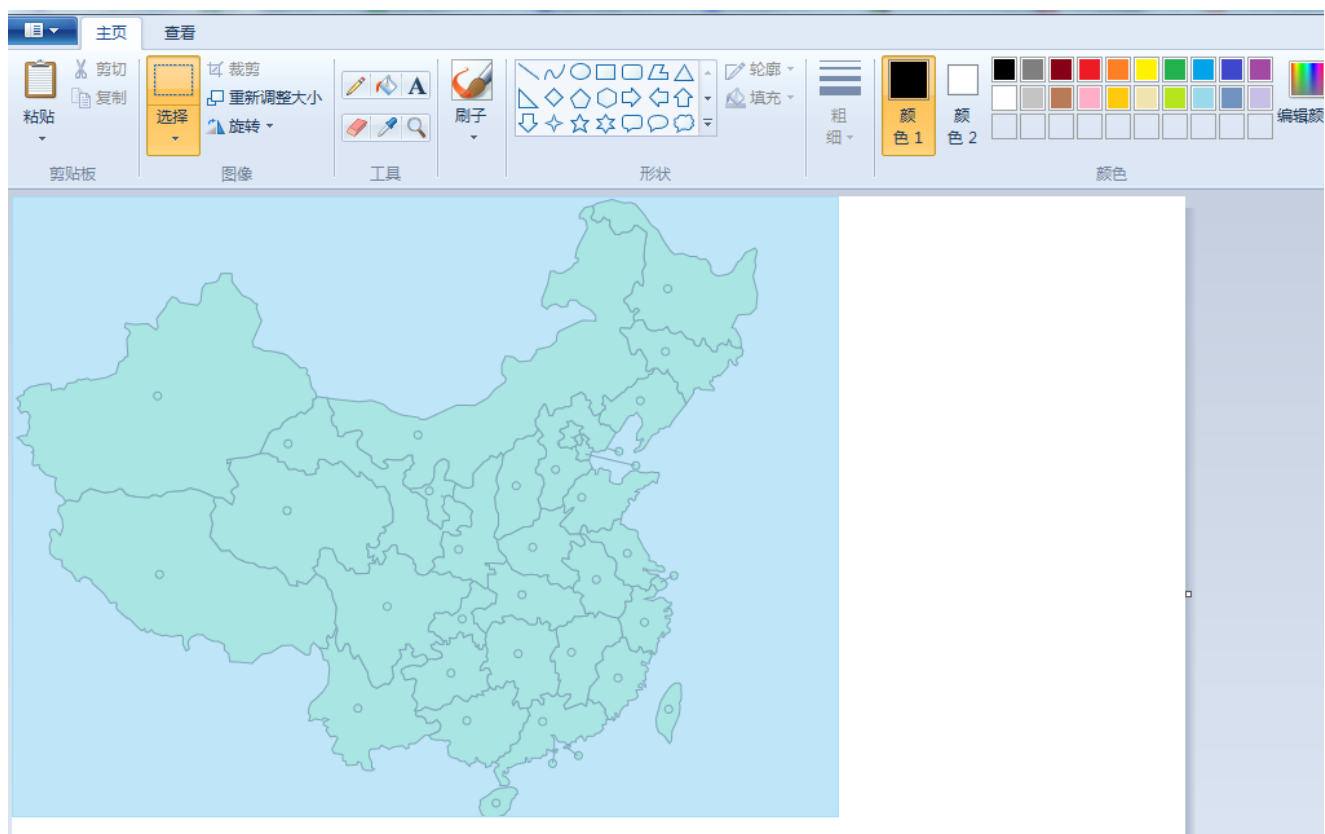 主页 查看
剪切
复制
粘贴
剪贴板
选择
裁剪
重新调整大小
旋转
图像
A
工具
刷子
轮廓
填充
形状
粗
细
颜
色 1
颜
色 2
颜色
编辑颜